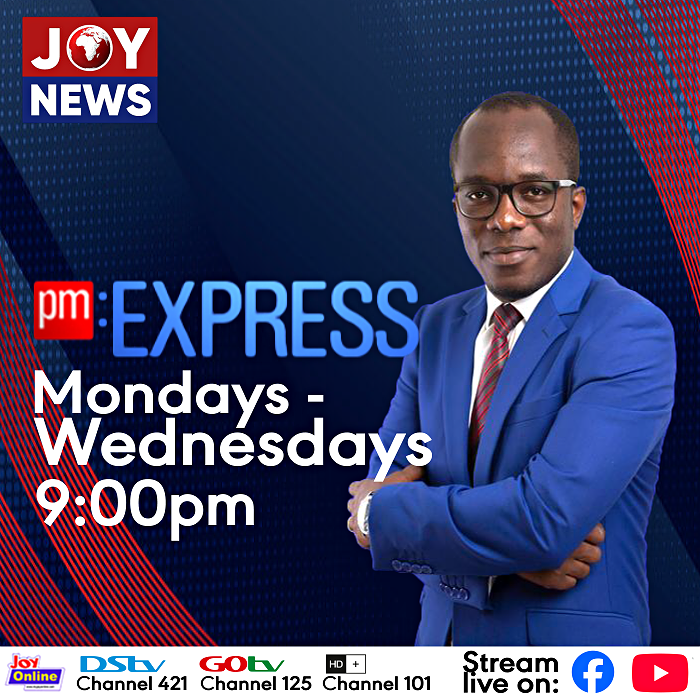 JOY
NEWS
pm:EXPRESS
Mondays -
Wednesdays
9:00pm
Joy
Online
DStv
Channel 421
GOtv
Channel 125
HD +
Channel 101
Stream
live on: